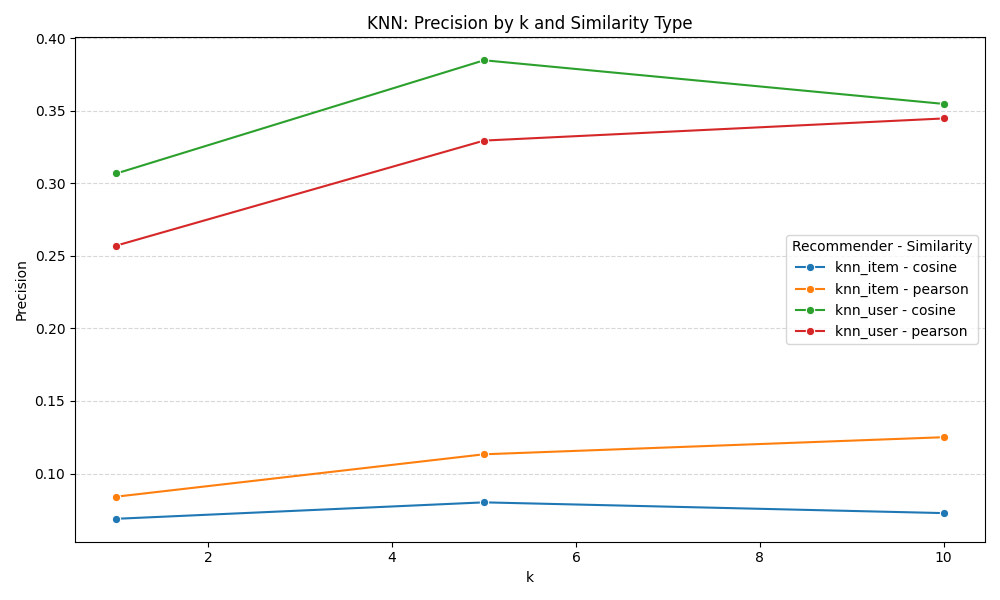 KNN: Precision by k and Similarity Type
0.40
0.35
0.30
0.25
0.20
0.15
0.10
Precision
Recommender - Similarity
knn_item - cosine
knn_item - pearson
knn_user - cosine
knn_user - pearson
2
4
6
8
10
k